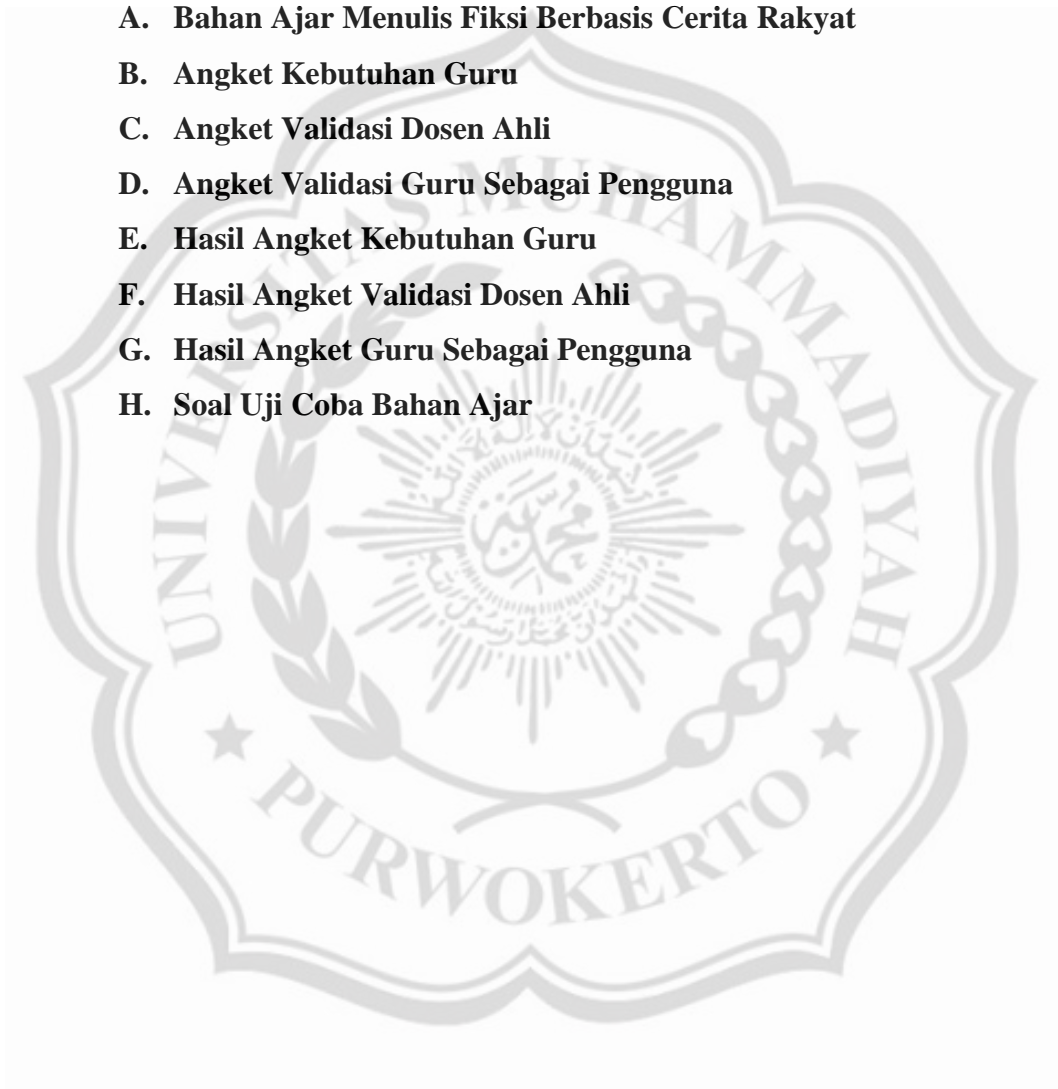 A. Bahan Ajar Menulis Fiksi Berbasis Cerita Rakyat
B. Angket Kebutuhan Guru
C. Angket Validasi Dosen Ahli
D. Angket Validasi Guru Sebagai Pengguna
E. Hasil Angket Kebutuhan Guru
F. Hasil Angket Validasi Dosen Ahli
G. Hasil Angket Guru Sebagai Pengguna
H. Soal Uji Coba Bahan Ajar
UNIVERSITAS MUHAMMADIYAH
PURWOKERTO